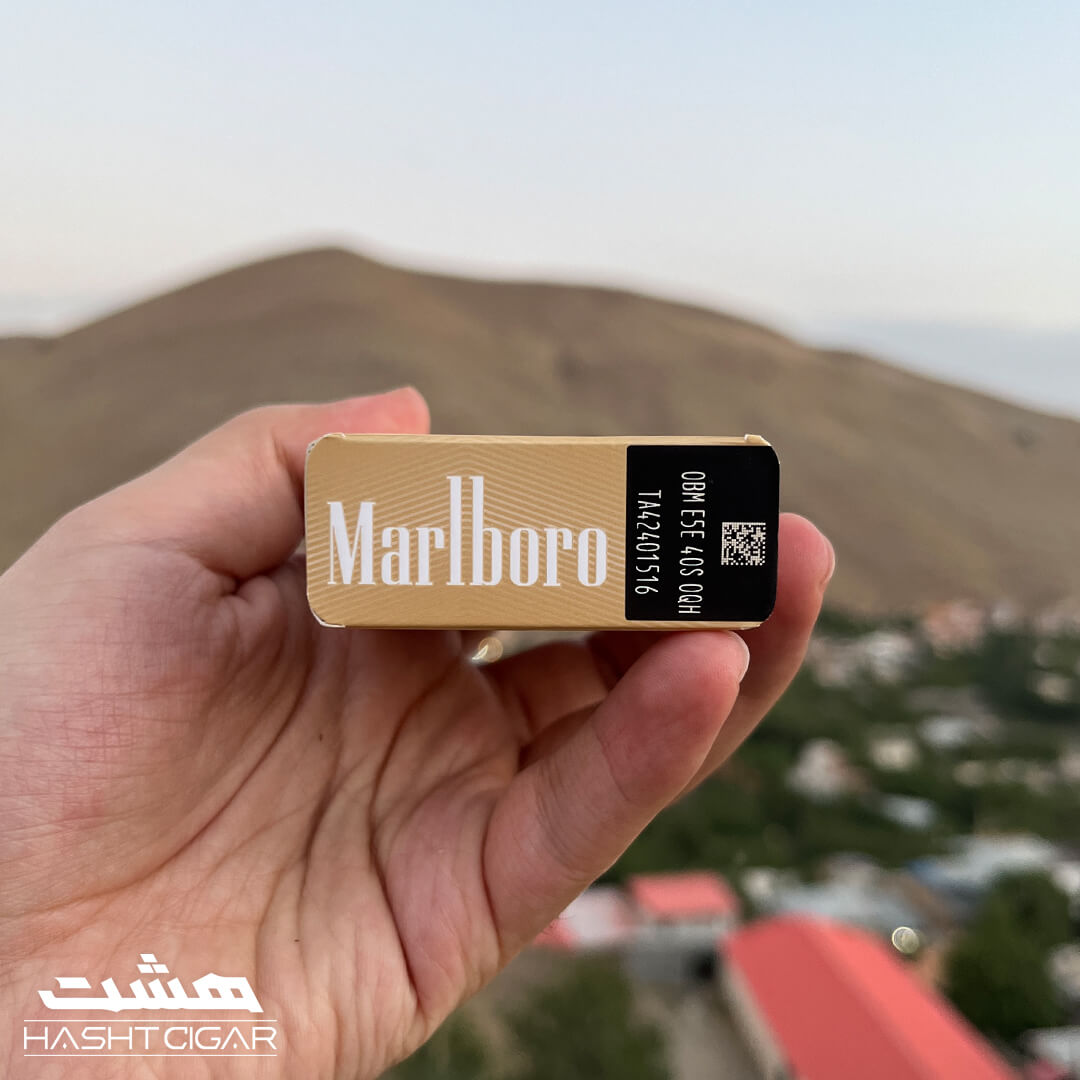 Marlboro
0BM E5E 40S 0QH
TA42401516
هشت
HASHT CIGAR